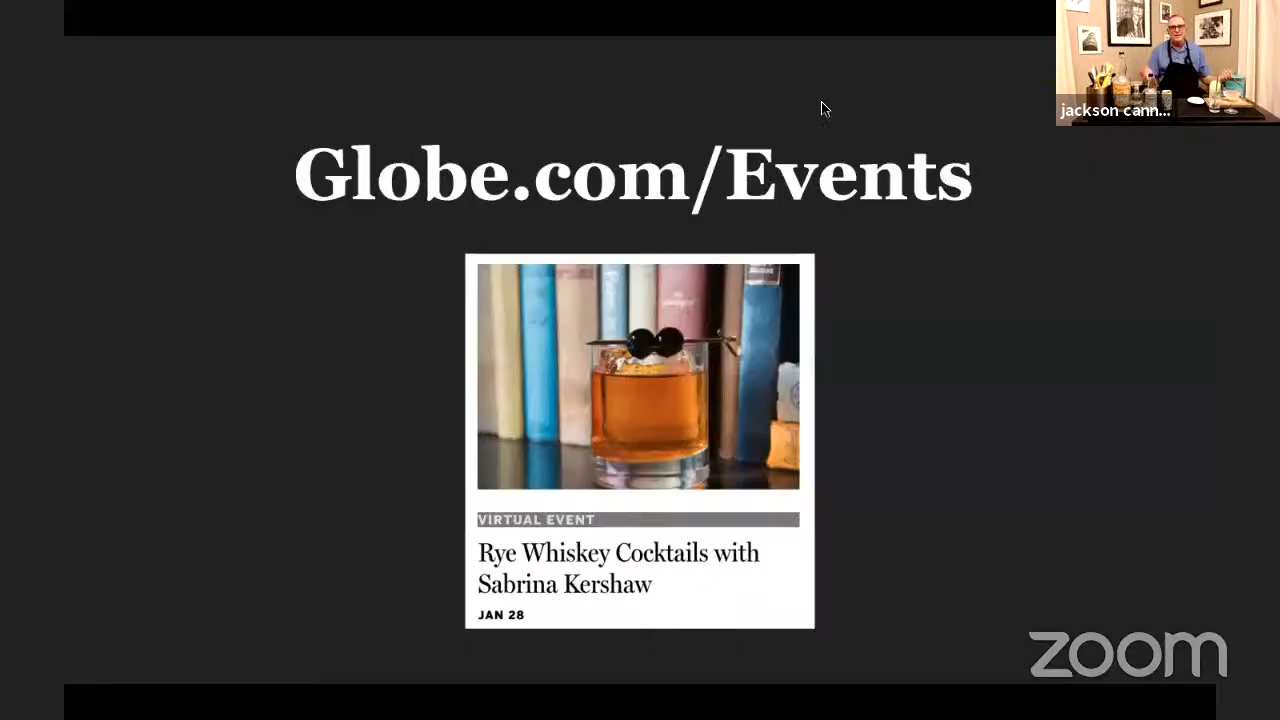 jackson cann...
Globe.com/Events
VIRTUAL EVENT
Rye Whiskey Cocktails with
Sabrina Kershaw
JAN 28
zoom